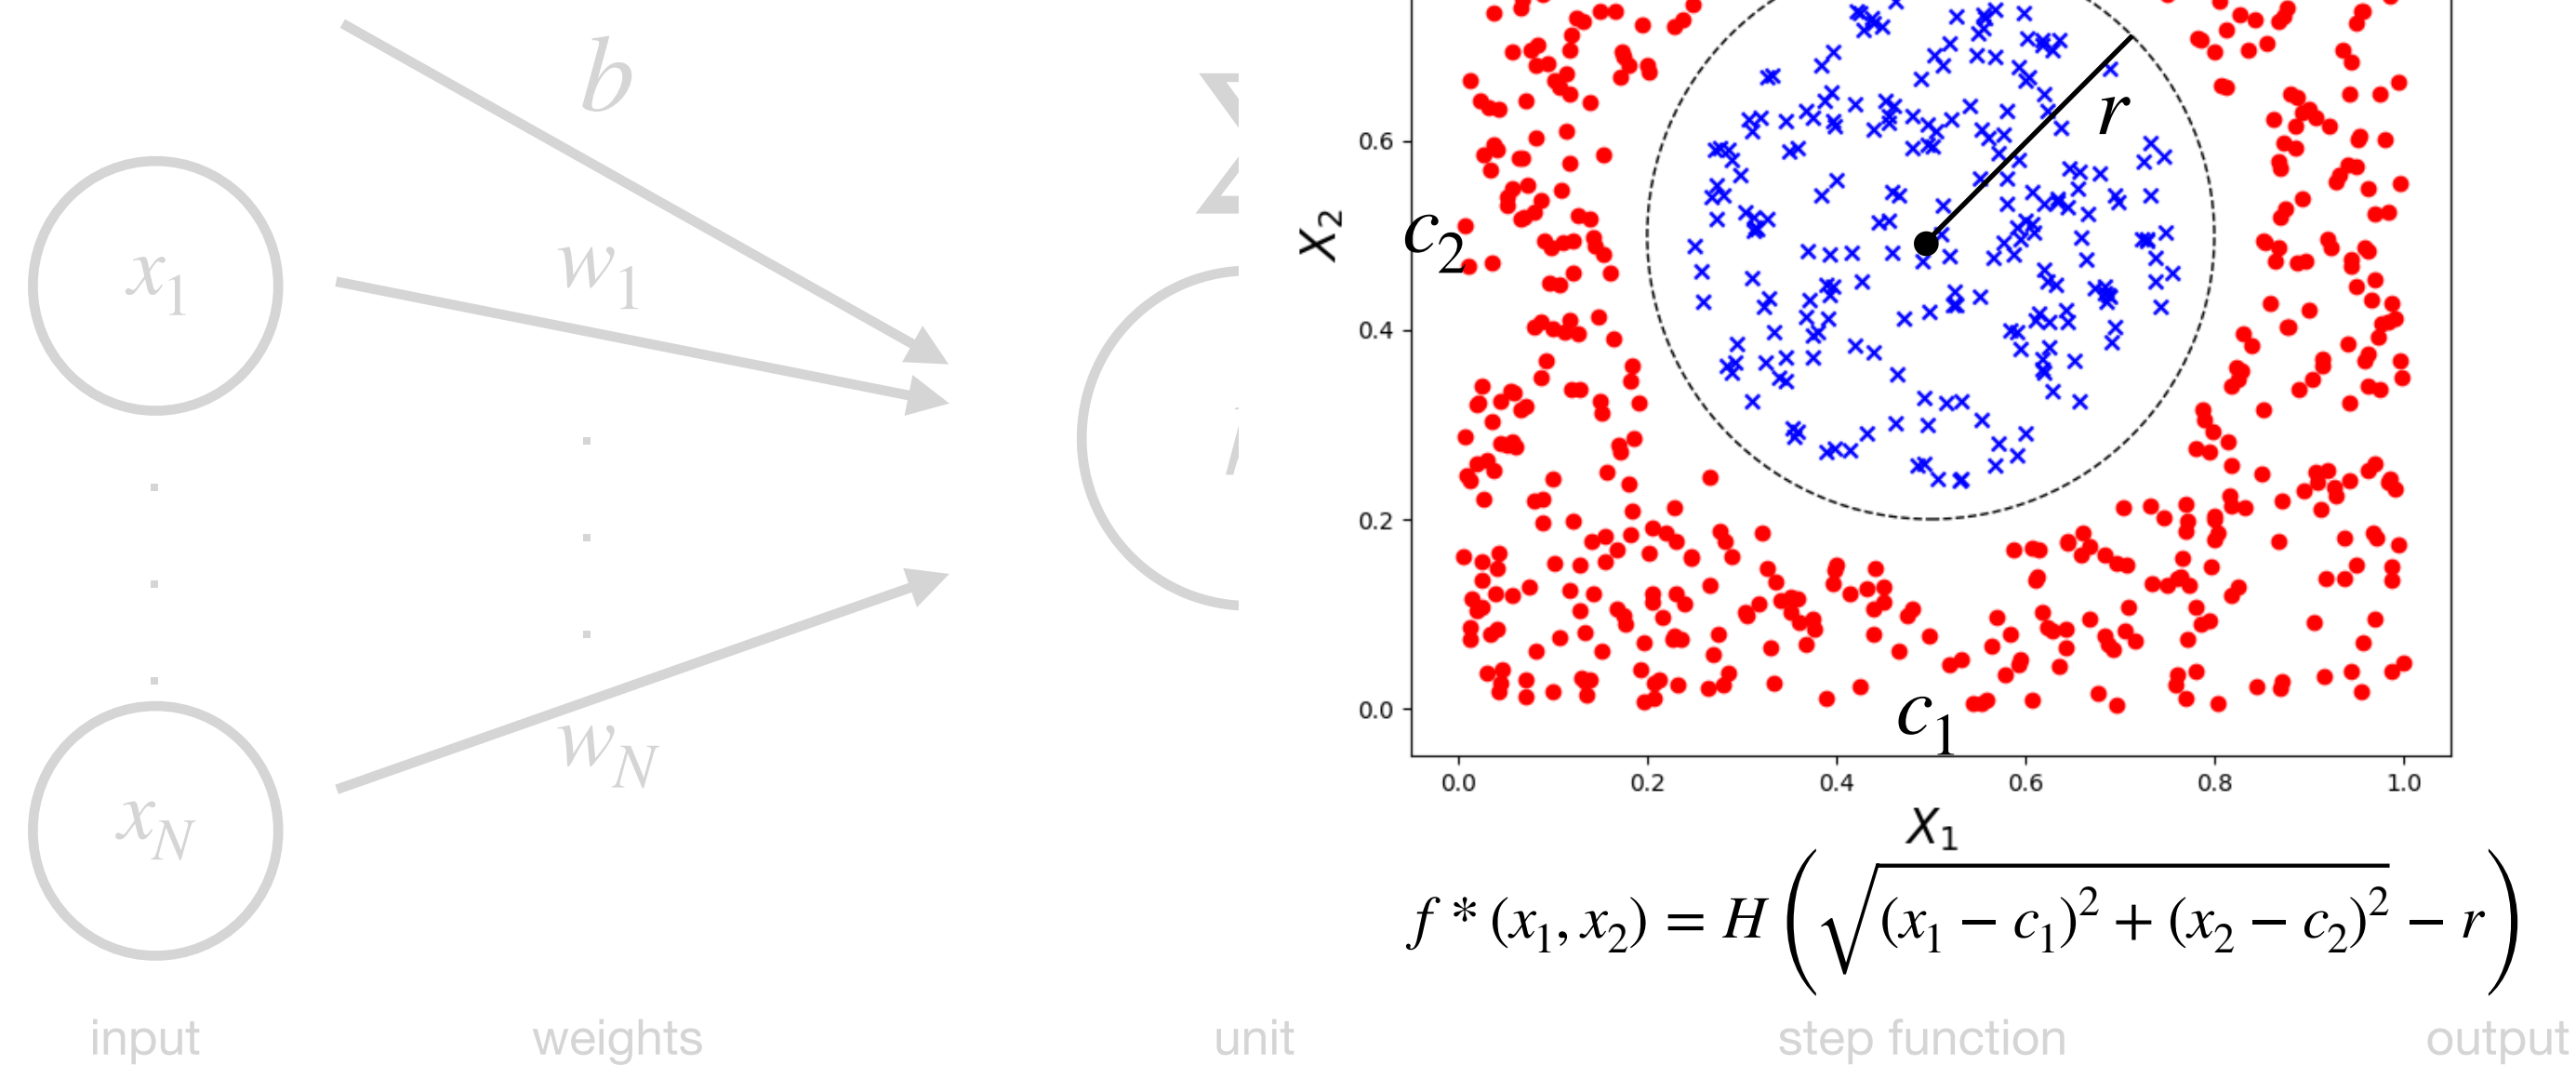 b
x1
w1
.
.
.
.
.
.
wN
xN
r
X2
c2
0.6
0.4
0.2
0.0
c1
0.0 0.2 0.4 0.6 0.8 1.0
X1
f*(x1, x2) = H(√(x1 − c1)² + (x2 − c2)² − r)
input weights unit step function output